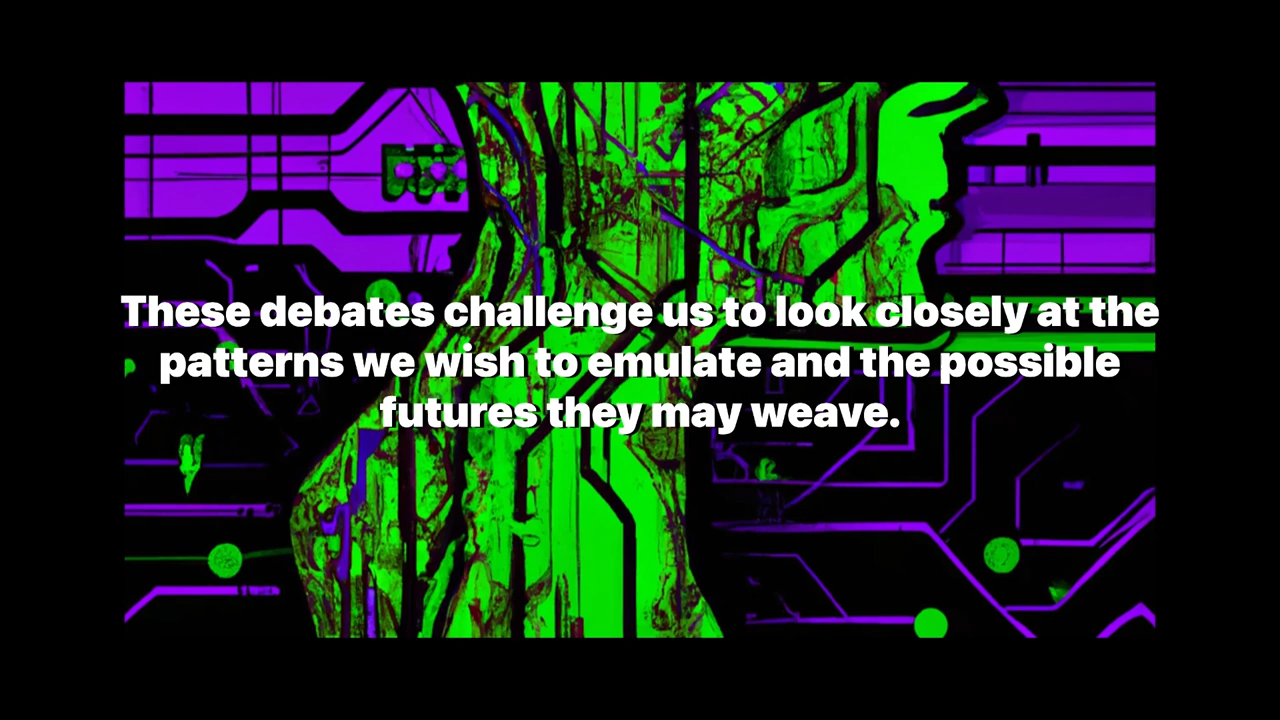 These debates challenge us to look closely at the
patterns we wish to emulate and the possible
futures they may weave.